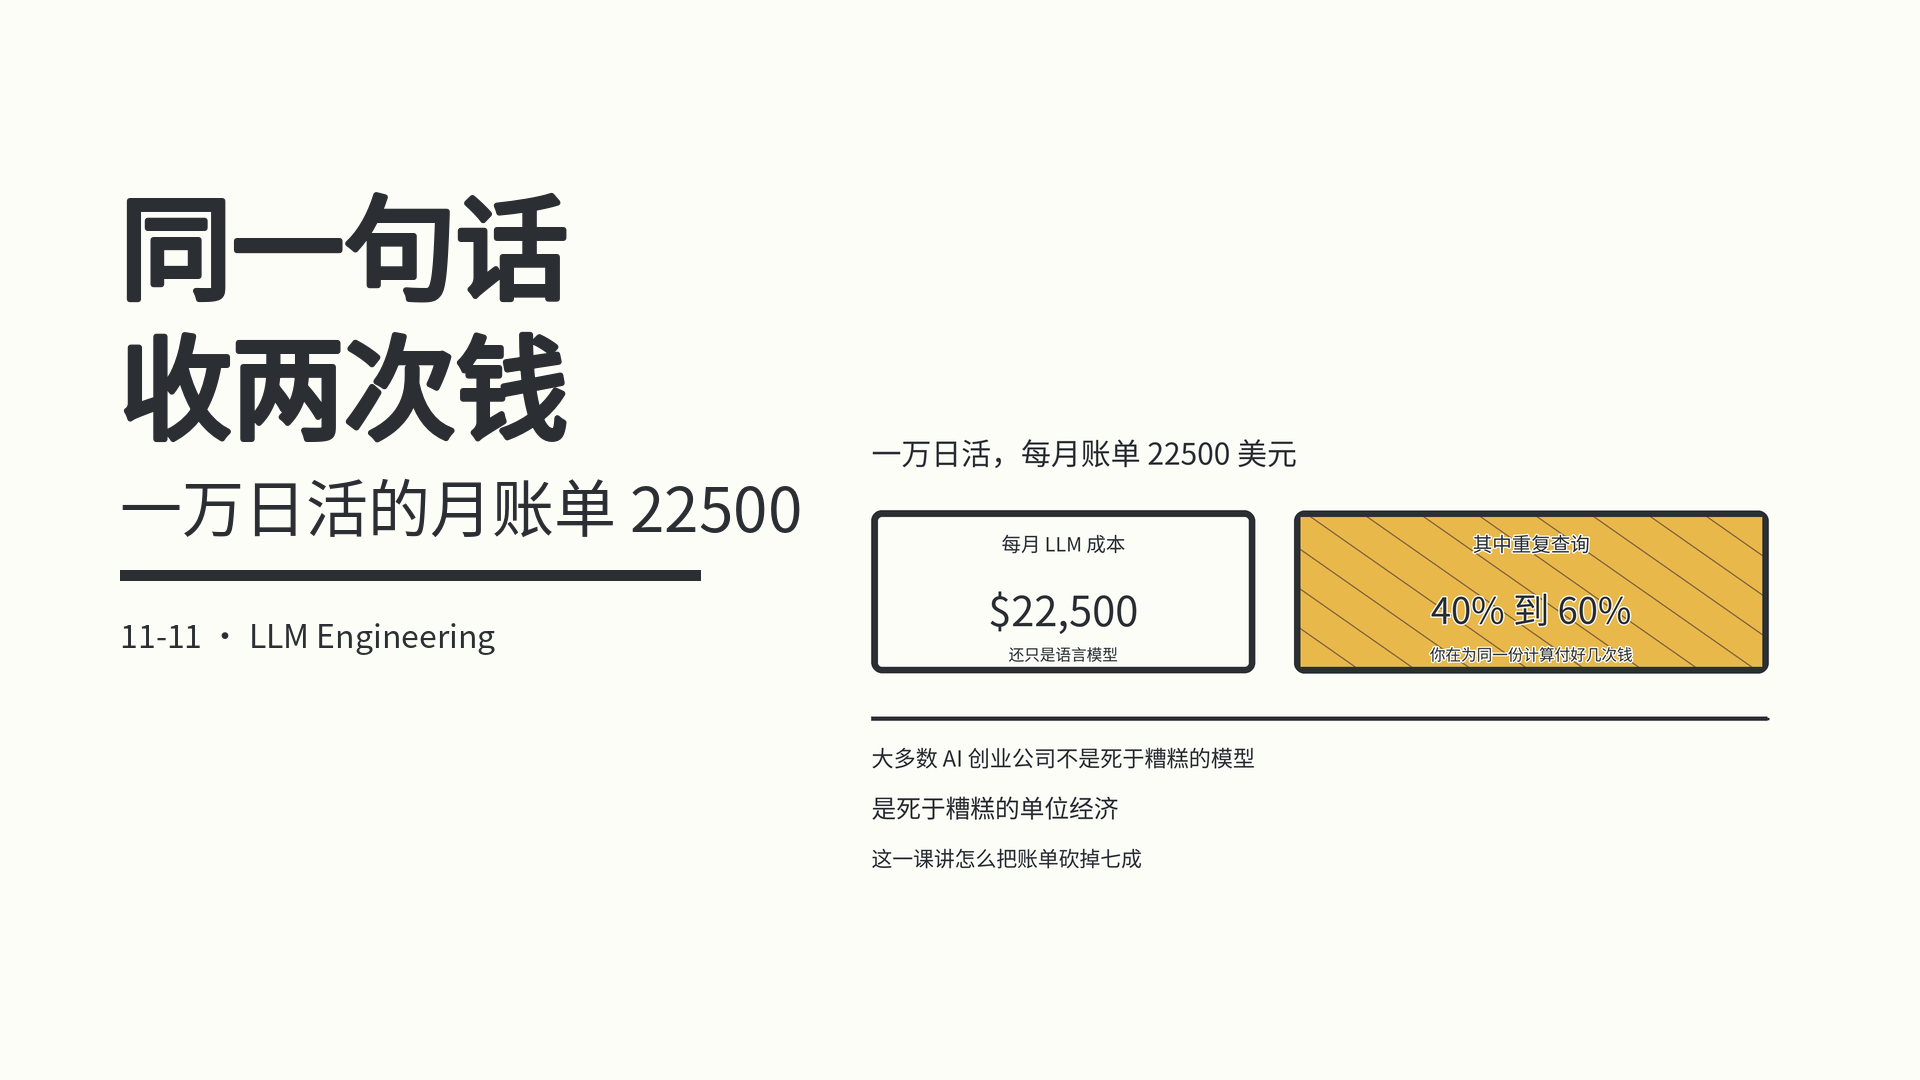 同一句话
收两次钱
一万日活的月账单 22500
11-11 · LLM Engineering
一万日活，每月账单 22500 美元
每月 LLM 成本
$22,500
还只是语言模型
其中重复查询
40% 到 60%
你在为同一份计算付好几次钱
大多数 AI 创业公司不是死于糟糕的模型
是死于糟糕的单位经济
这一课讲怎么把账单砍掉七成